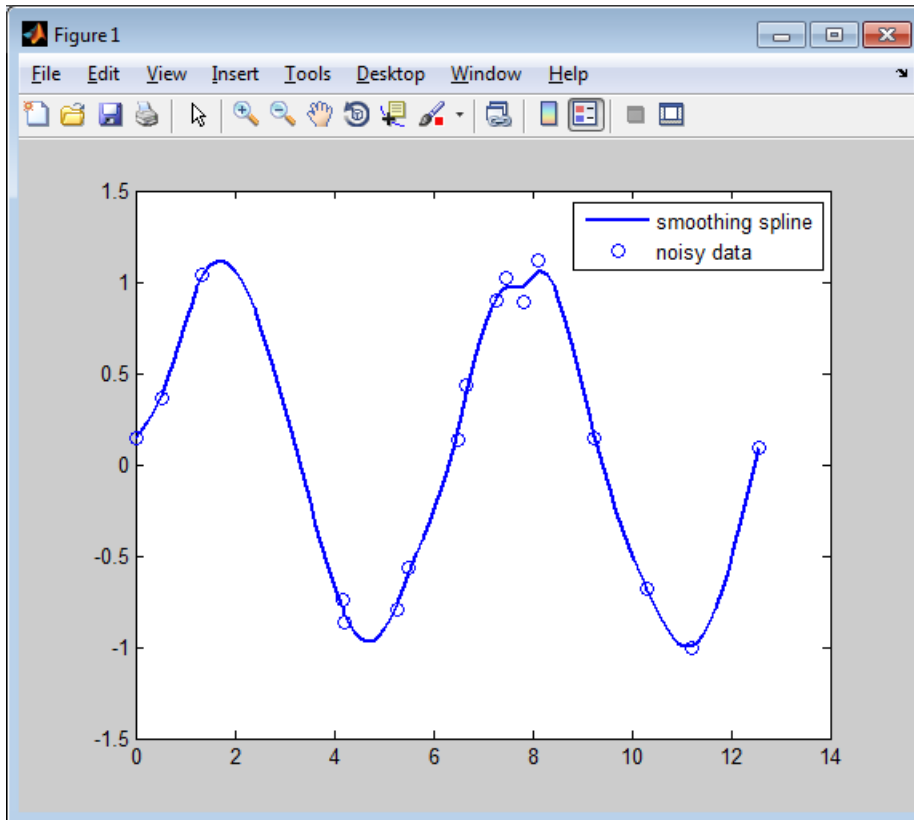 Figure 1
File Edit View Insert Tools Desktop Window Help
1.5
1
0.5
0
-0.5
-1
-1.5
0 2 4 6 8 10 12 14
smoothing spline
noisy data